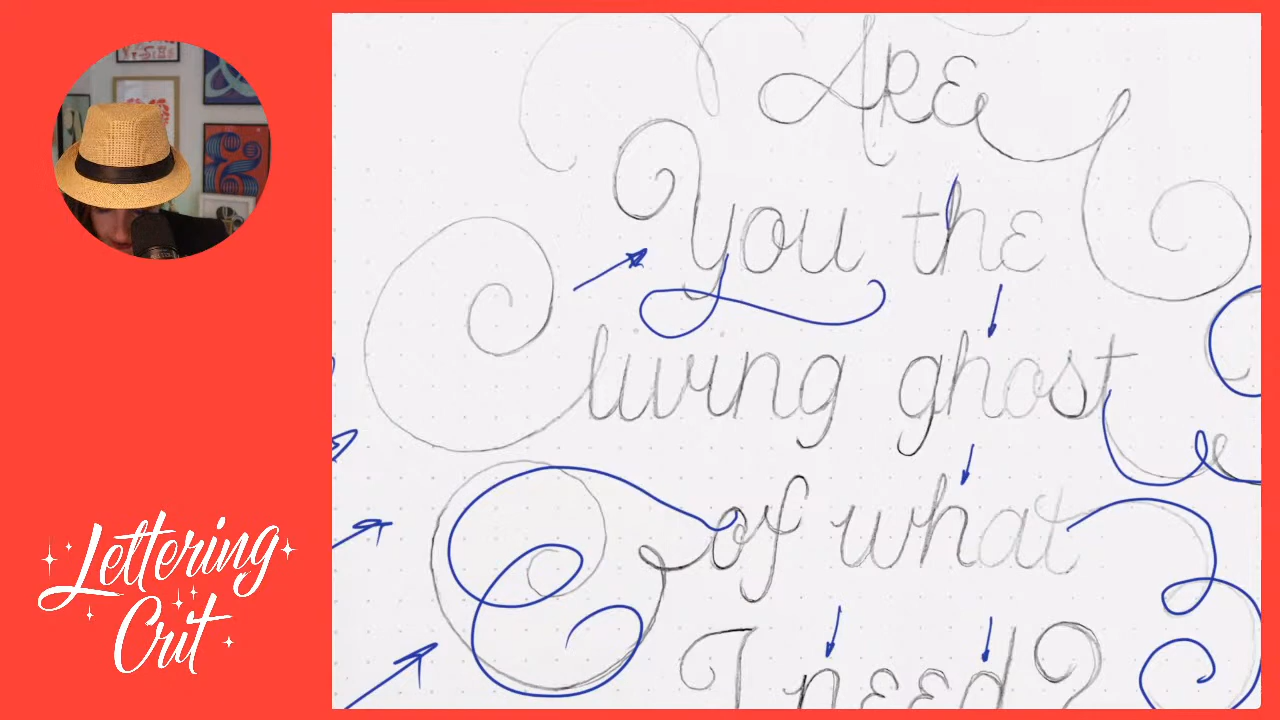 Are
You the
living ghost
of what
I need?
Lettering
Crit